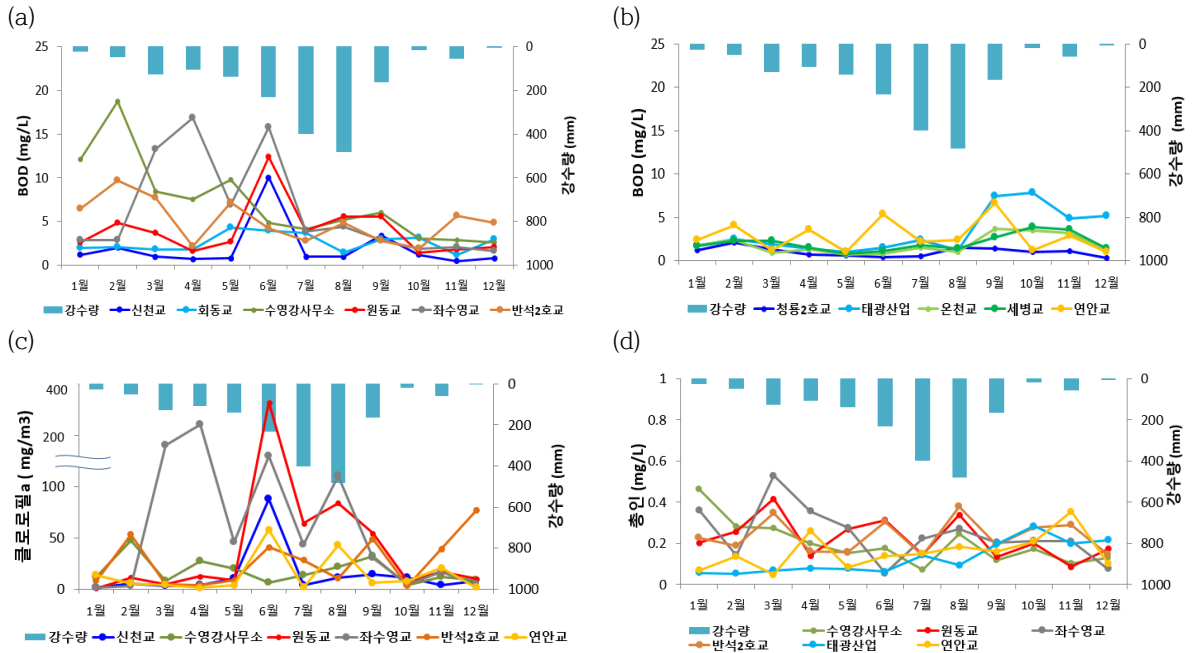 (a)
25
20
15
10
5
0
BOD (mg/L)
0
200
400
600
800
1000
강수량 (mm)
1월 2월 3월 4월 5월 6월 7월 8월 9월 10월 11월 12월
강수량 신천교 회동교 수영강사무소 원동교 좌수영교 반석2호교
(b)
25
20
15
10
5
0
BOD (mg/L)
0
200
400
600
800
1000
강수량 (mm)
1월 2월 3월 4월 5월 6월 7월 8월 9월 10월 11월 12월
강수량 청룡2호교 태광산업 온천교 세병교 연안교
(c)
400
200
100
50
0
클로로필a ( mg/m3)
0
200
400
600
800
1000
강수량 (mm)
1월 2월 3월 4월 5월 6월 7월 8월 9월 10월 11월 12월
강수량 신천교 수영강사무소 원동교 좌수영교 반석2호교 연안교
(d)
1
0.8
0.6
0.4
0.2
0
총인 (mg/L)
0
200
400
600
800
1000
강수량 (mm)
1월 2월 3월 4월 5월 6월 7월 8월 9월 10월 11월 12월
강수량 수영강사무소 원동교 좌수영교
반석2호교 태광산업 연안교